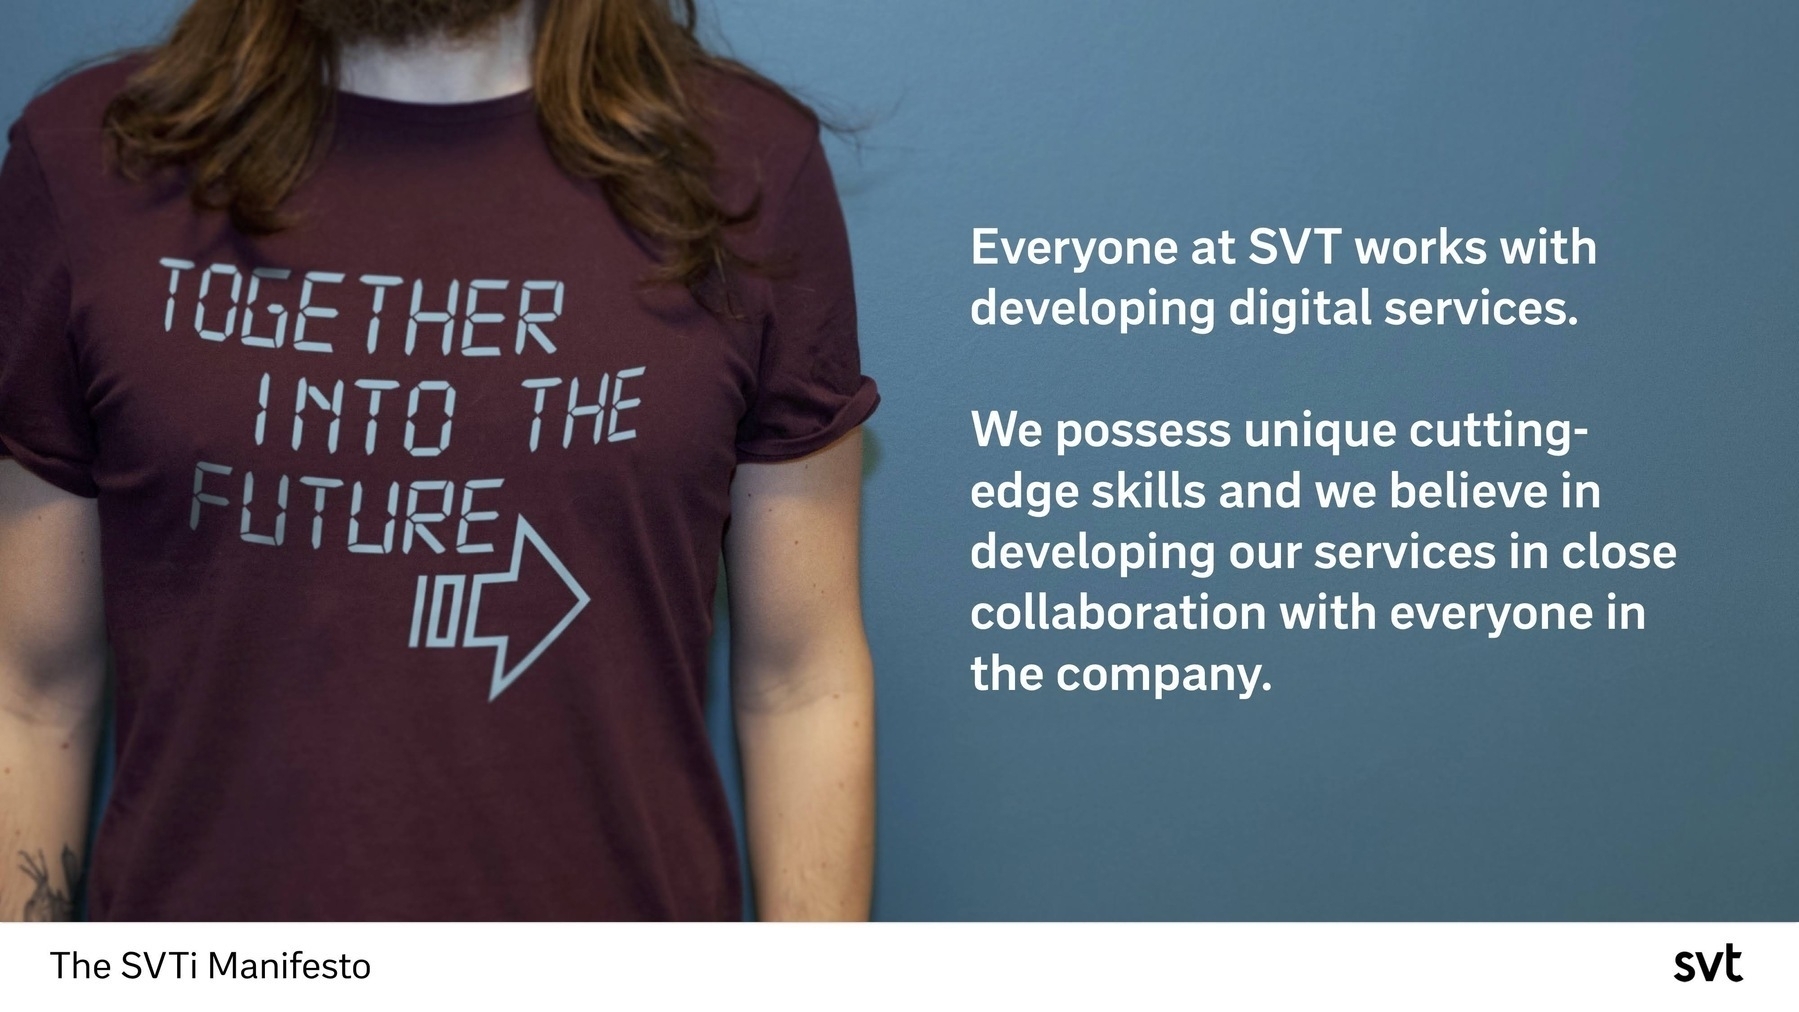 TOGETHER
INTO THE
FUTURE
Everyone at SVT works with
developing digital services.
We possess unique cutting-
edge skills and we believe in
developing our services in close
collaboration with everyone in
the company.
The SVTi Manifesto
svt